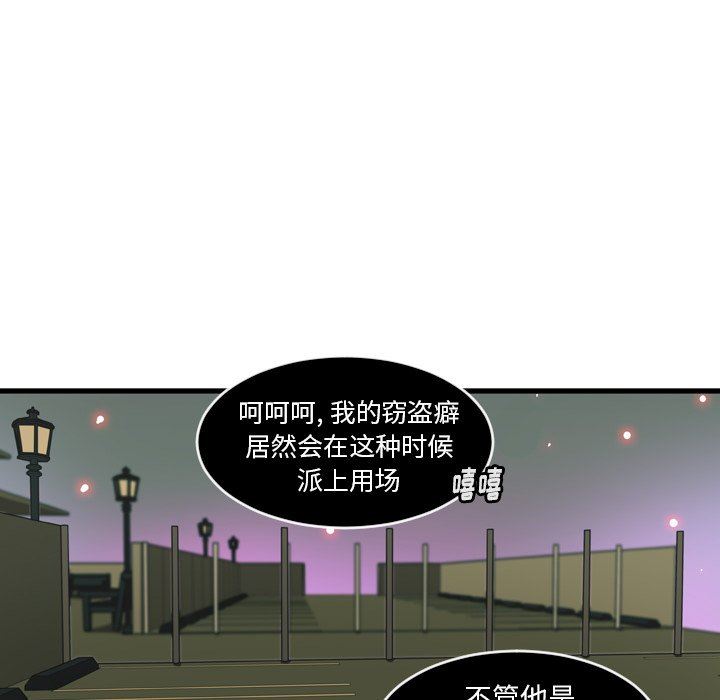 呵呵呵, 我的窃盗癖
居然会在这种时候
派上用场
嘻嘻
不管他是